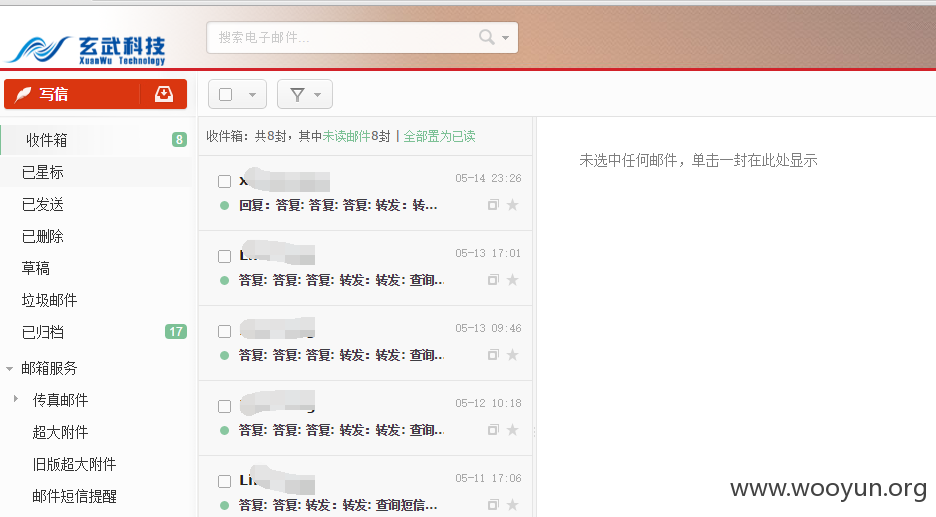 玄武科技
XuanWu Technology
搜索电子邮件...
写信
收件箱 8
已星标
已发送
已删除
草稿
垃圾邮件
已归档 17
邮箱服务
传真邮件
超大附件
旧版超大附件
邮件短信提醒
收件箱：共8封，其中未读邮件8封 | 全部置为已读
x
05-14 23:26
回复：答复: 答复: 答复: 转发：转...
05-13 17:01
答复: 答复: 答复: 转发：转发: 查询...
05-13 09:46
答复: 答复: 答复: 转发：转发: 查询...
05-12 10:18
答复: 答复: 答复: 转发：转发: 查询...
Li
05-11 17:06
答复: 答复: 转发：转发: 查询短信...
未选中任何邮件，单击一封在此处显示
www.wooyun.org